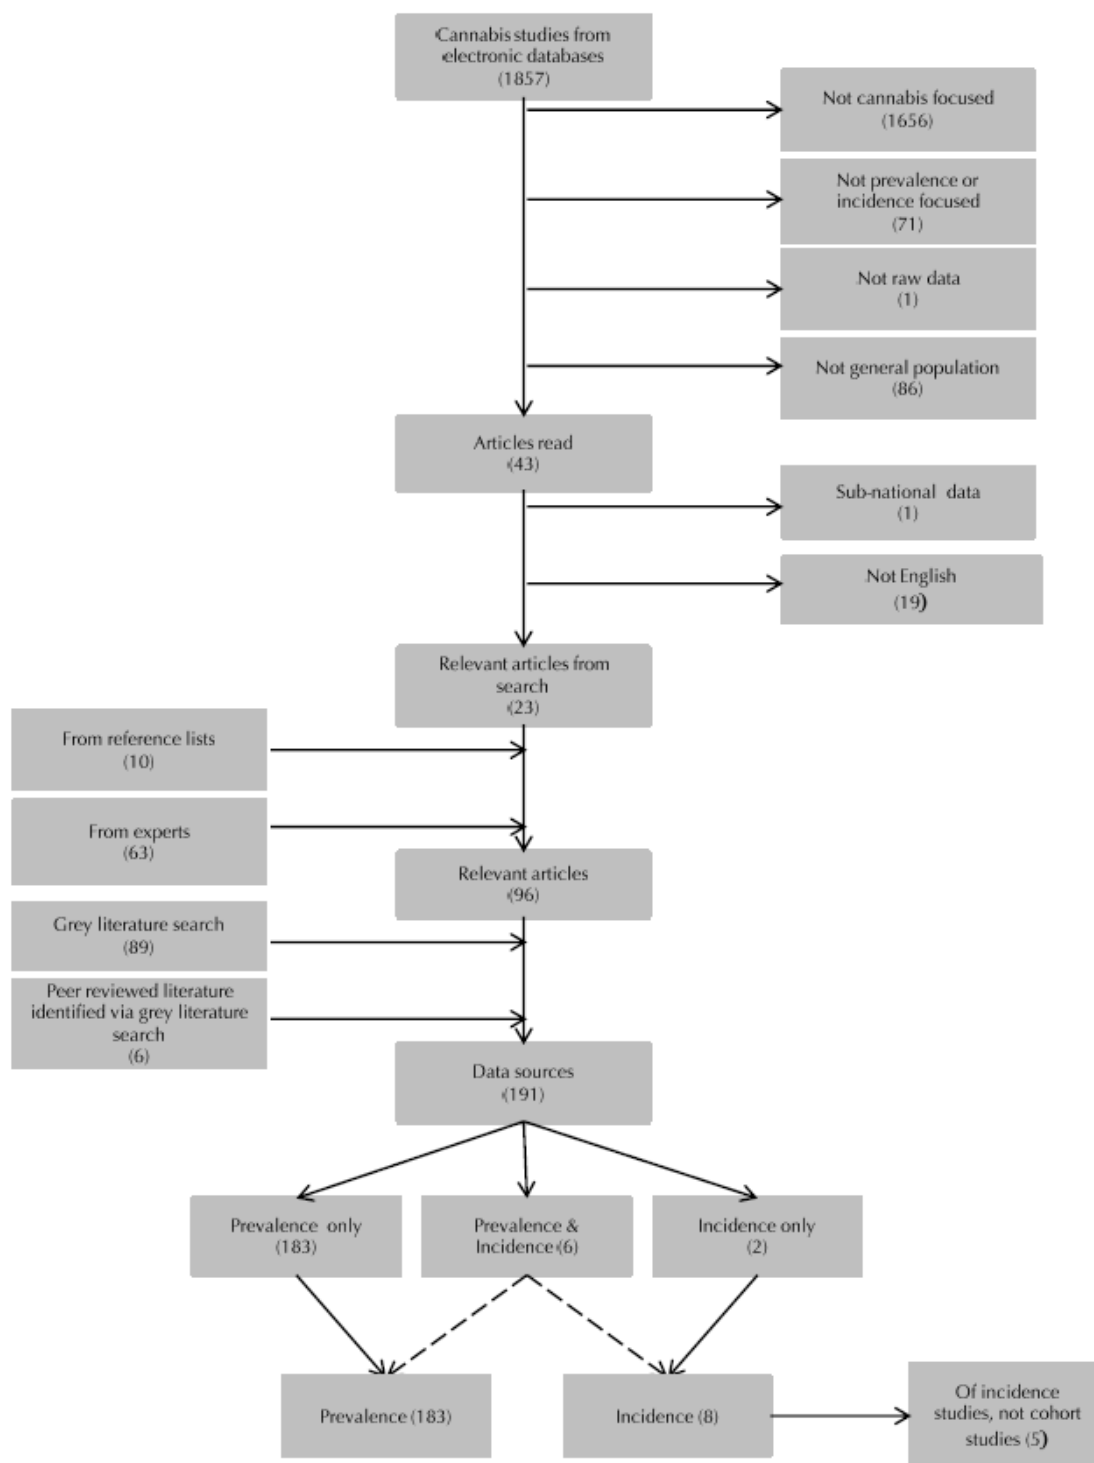 Cannabis studies from
electronic databases
(1857)
Not cannabis focused
(1656)
Not prevalence or
incidence focused
(71)
Not raw data
(1)
Not general population
(86)
Articles read
(43)
Sub-national data
(1)
Not English
(19)
Relevant articles from
search
(23)
From reference lists
(10)
From experts
(63)
Relevant articles
(96)
Grey literature search
(89)
Peer reviewed literature
identified via grey literature
search
(6)
Data sources
(191)
Prevalence only
(183)
Prevalence &
Incidence (6)
Incidence only
(2)
Prevalence (183)
Incidence (8)
Of incidence
studies, not cohort
studies (5)